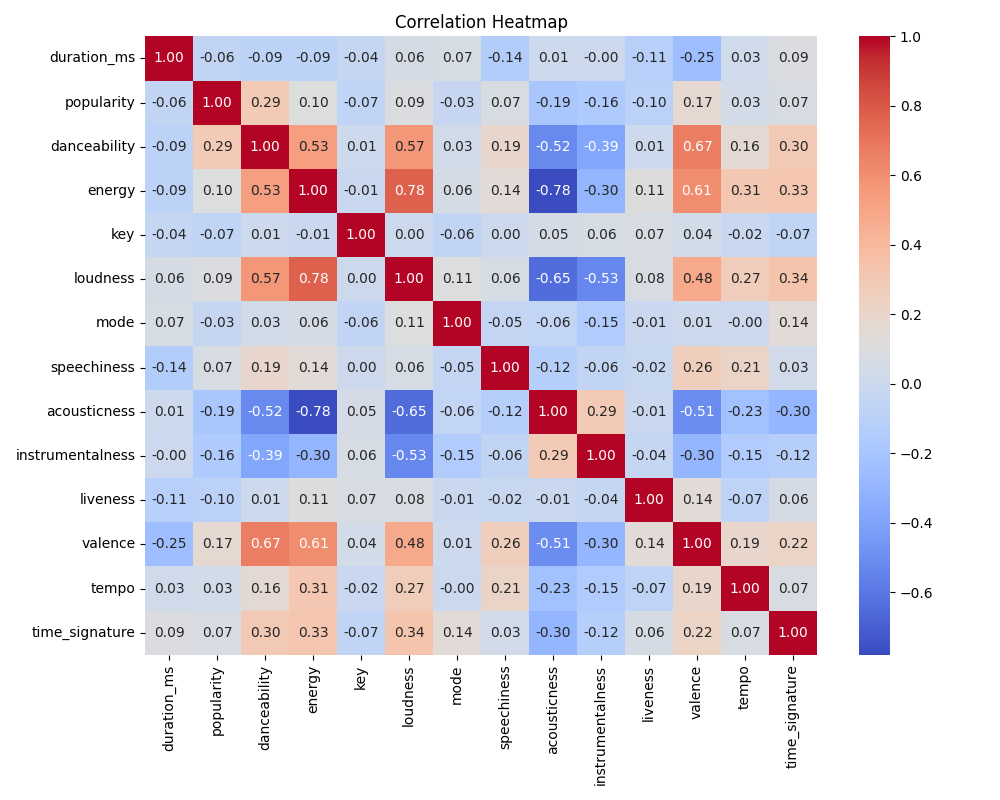 Correlation Heatmap
duration_ms 1.00 -0.06 -0.09 -0.09 -0.04 0.06 0.07 -0.14 0.01 -0.00 -0.11 -0.25 0.03 0.09
popularity -0.06 1.00 0.29 0.10 -0.07 0.09 -0.03 0.07 -0.19 -0.16 -0.10 0.17 0.03 0.07
danceability -0.09 0.29 1.00 0.53 0.01 0.57 0.03 0.19 -0.52 -0.39 0.01 0.67 0.16 0.30
energy -0.09 0.10 0.53 1.00 -0.01 0.78 0.06 0.14 -0.78 -0.30 0.11 0.61 0.31 0.33
key -0.04 -0.07 0.01 -0.01 1.00 0.00 -0.06 0.00 0.05 0.06 0.07 0.04 -0.02 -0.07
loudness 0.06 0.09 0.57 0.78 0.00 1.00 0.11 0.06 -0.65 -0.53 0.08 0.48 0.27 0.34
mode 0.07 -0.03 0.03 0.06 -0.06 0.11 1.00 -0.05 -0.06 -0.15 -0.01 0.01 -0.00 0.14
speechiness -0.14 0.07 0.19 0.14 0.00 0.06 -0.05 1.00 -0.12 -0.06 -0.02 0.26 0.21 0.03
acousticness 0.01 -0.19 -0.52 -0.78 0.05 -0.65 -0.06 -0.12 1.00 0.29 -0.01 -0.51 -0.23 -0.30
instrumentalness -0.00 -0.16 -0.39 -0.30 0.06 -0.53 -0.15 -0.06 0.29 1.00 -0.04 -0.30 -0.15 -0.12
liveness -0.11 -0.10 0.01 0.11 0.07 0.08 -0.01 -0.02 -0.01 -0.04 1.00 0.14 -0.07 0.06
valence -0.25 0.17 0.67 0.61 0.04 0.48 0.01 0.26 -0.51 -0.30 0.14 1.00 0.19 0.22
tempo 0.03 0.03 0.16 0.31 -0.02 0.27 -0.00 0.21 -0.23 -0.15 -0.07 0.19 1.00 0.07
time_signature 0.09 0.07 0.30 0.33 -0.07 0.34 0.14 0.03 -0.30 -0.12 0.06 0.22 0.07 1.00
duration_ms
popularity
danceability
energy
key
loudness
mode
speechiness
acousticness
instrumentalness
liveness
valence
tempo
time_signature
1.0
0.8
0.6
0.4
0.2
0.0
−0.2
−0.4
−0.6